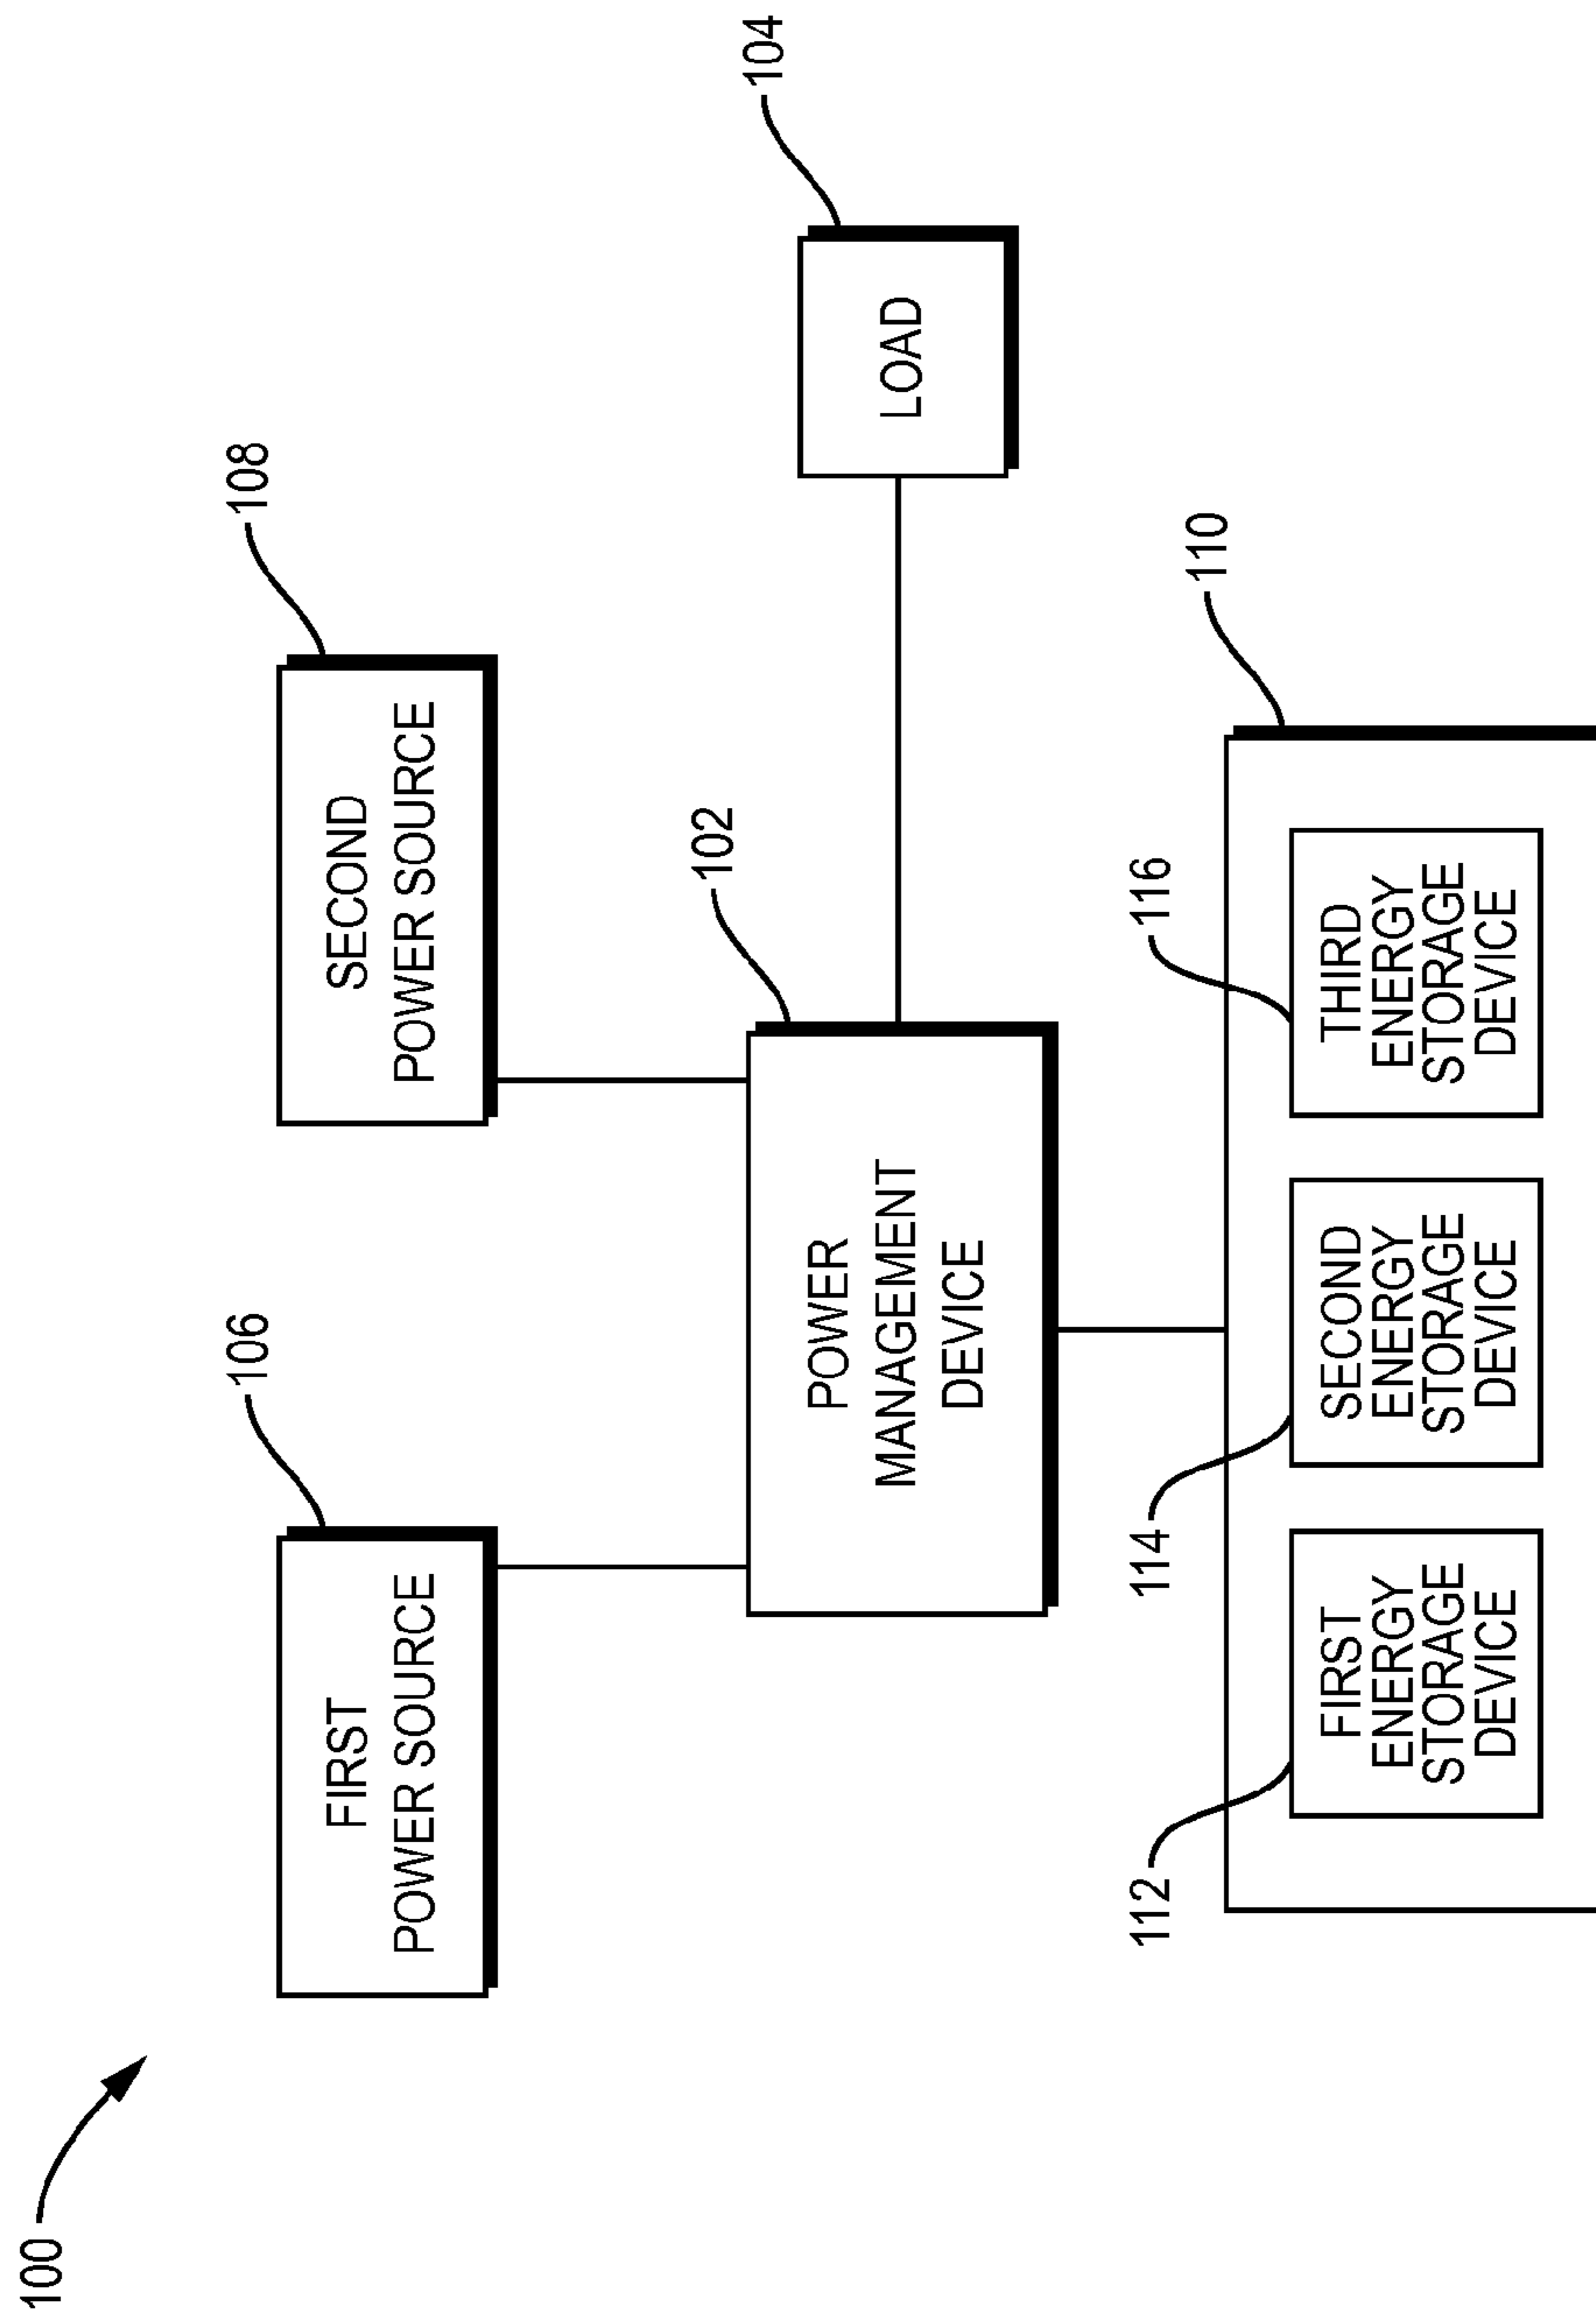 100
106
FIRST
POWER SOURCE
108
SECOND
POWER SOURCE
102
POWER
MANAGEMENT
DEVICE
104
LOAD
110
112
FIRST
ENERGY
STORAGE
DEVICE
114
SECOND
ENERGY
STORAGE
DEVICE
116
THIRD
ENERGY
STORAGE
DEVICE